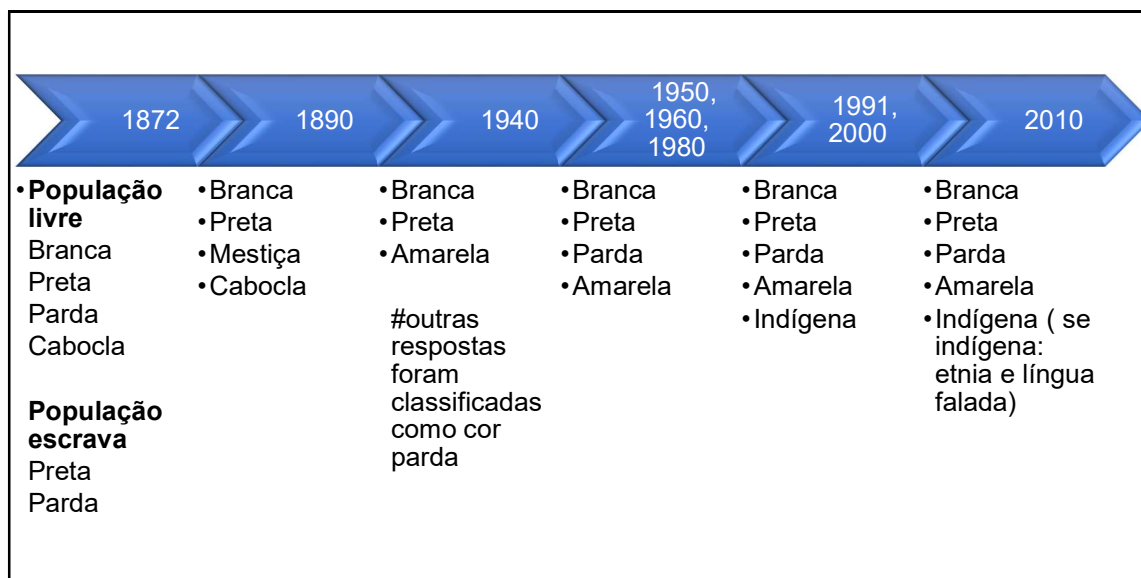 1872
1890
1940
1950,
1960,
1980
1991,
2000
2010
•População
livre
Branca
Preta
Parda
Cabocla
População
escrava
Preta
Parda
•Branca
•Preta
•Mestiça
•Cabocla
•Branca
•Preta
•Amarela
#outras
respostas
foram
classificadas
como cor
parda
•Branca
•Preta
•Parda
•Amarela
•Branca
•Preta
•Parda
•Amarela
•Indígena
•Branca
•Preta
•Parda
•Amarela
•Indígena ( se
indígena:
etnia e língua
falada)